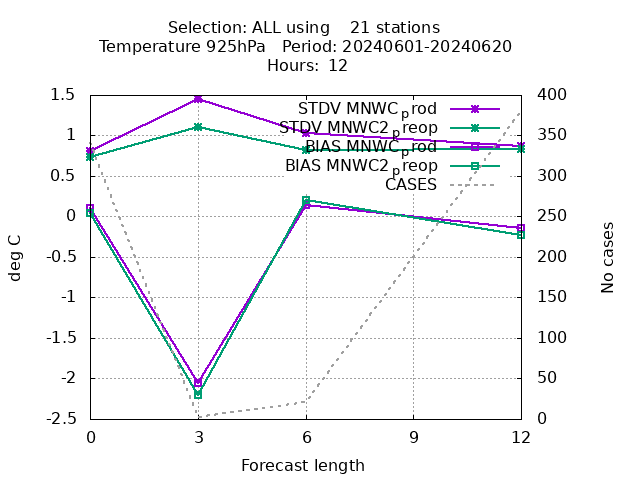 Selection: ALL using    21 stations
Temperature 925hPa   Period: 20240601-20240620
Hours:  12
STDV MNWC_prod
STDV MNWC2_preop
BIAS MNWC_prod
BIAS MNWC2_preop
CASES
1.5
1
0.5
0
-0.5
-1
-1.5
-2
-2.5
400
350
300
250
200
150
100
50
0
deg C
No cases
0 3 6 9 12
Forecast length